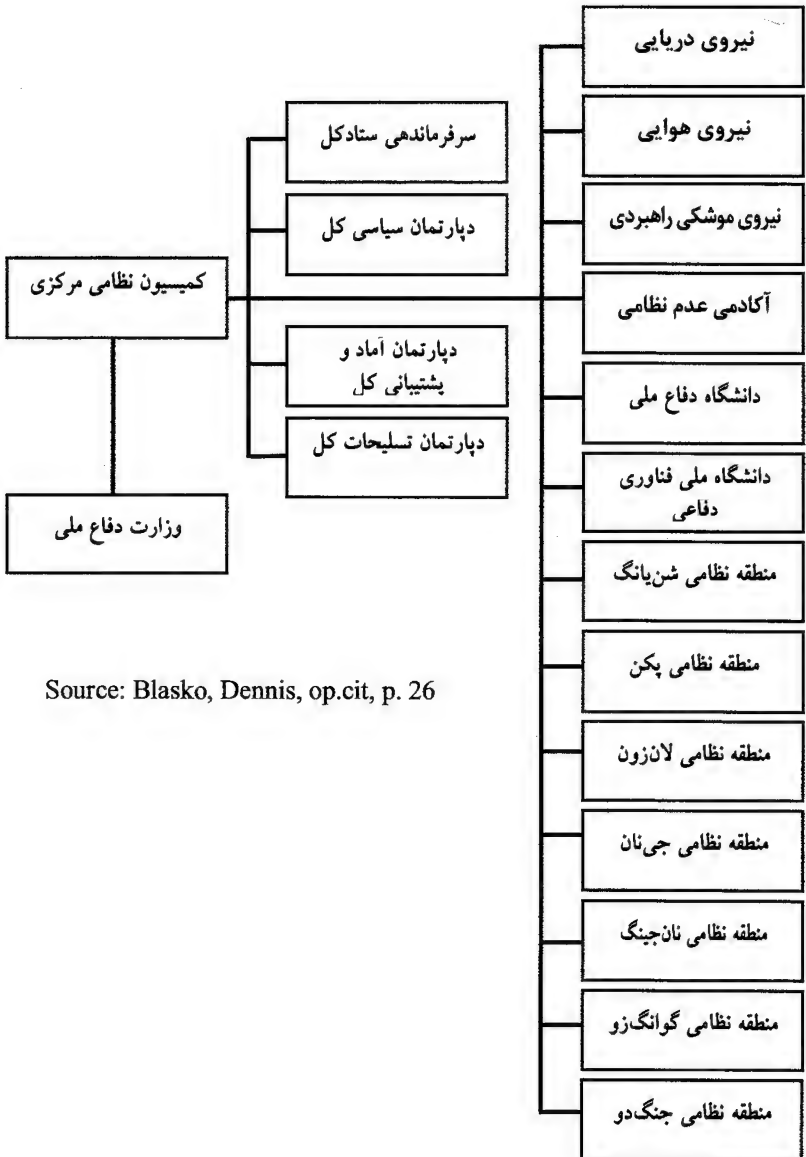 نیروی دریایی
نیروی هوایی
نیروی موشکی راهبردی
آکادمی عدم نظامی
دانشگاه دفاع ملی
دانشگاه ملی فناوری
دفاعی
منطقه نظامی شن‌یانگ
منطقه نظامی پکن
منطقه نظامی لان‌زون
منطقه نظامی جی‌نان
منطقه نظامی نان‌جینگ
منطقه نظامی گوانگ‌زو
منطقه نظامی جنگ‌دو
سرفرماندهی ستادکل
دپارتمان سیاسی کل
دپارتمان آماد و
پشتیبانی کل
دپارتمان تسلیحات کل
کمیسیون نظامی مرکزی
وزارت دفاع ملی
Source: Blasko, Dennis, op.cit, p. 26